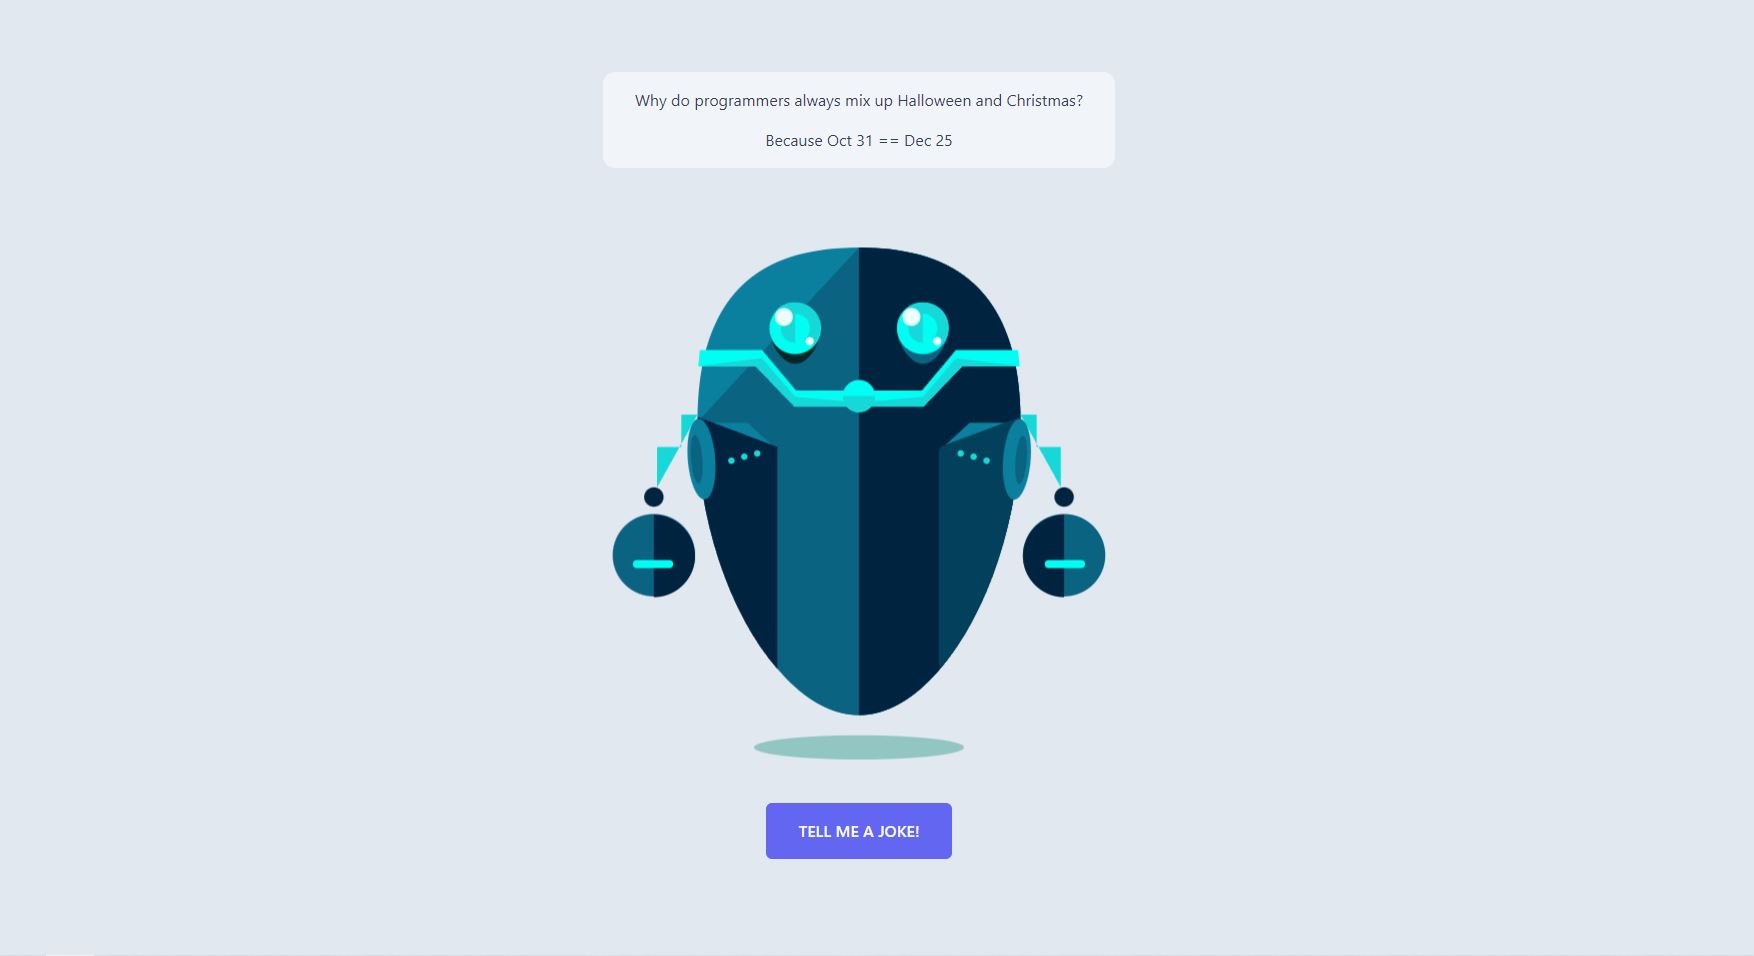 Why do programmers always mix up Halloween and Christmas?
Because Oct 31 == Dec 25
TELL ME A JOKE!